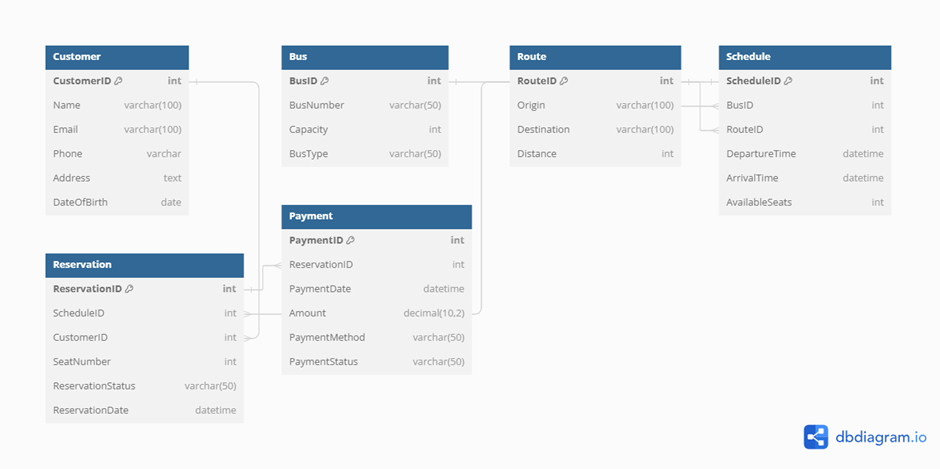 Customer
CustomerID int
Name varchar(100)
Email varchar(100)
Phone varchar
Address text
DateOfBirth date
Bus
BusID int
BusNumber varchar(50)
Capacity int
BusType varchar(50)
Route
RouteID int
Origin varchar(100)
Destination varchar(100)
Distance int
Schedule
ScheduleID int
BusID int
RouteID int
DepartureTime datetime
ArrivalTime datetime
AvailableSeats int
Payment
PaymentID int
ReservationID int
PaymentDate datetime
Amount decimal(10,2)
PaymentMethod varchar(50)
PaymentStatus varchar(50)
Reservation
ReservationID int
ScheduleID int
CustomerID int
SeatNumber int
ReservationStatus varchar(50)
ReservationDate datetime
dbdiagram.io